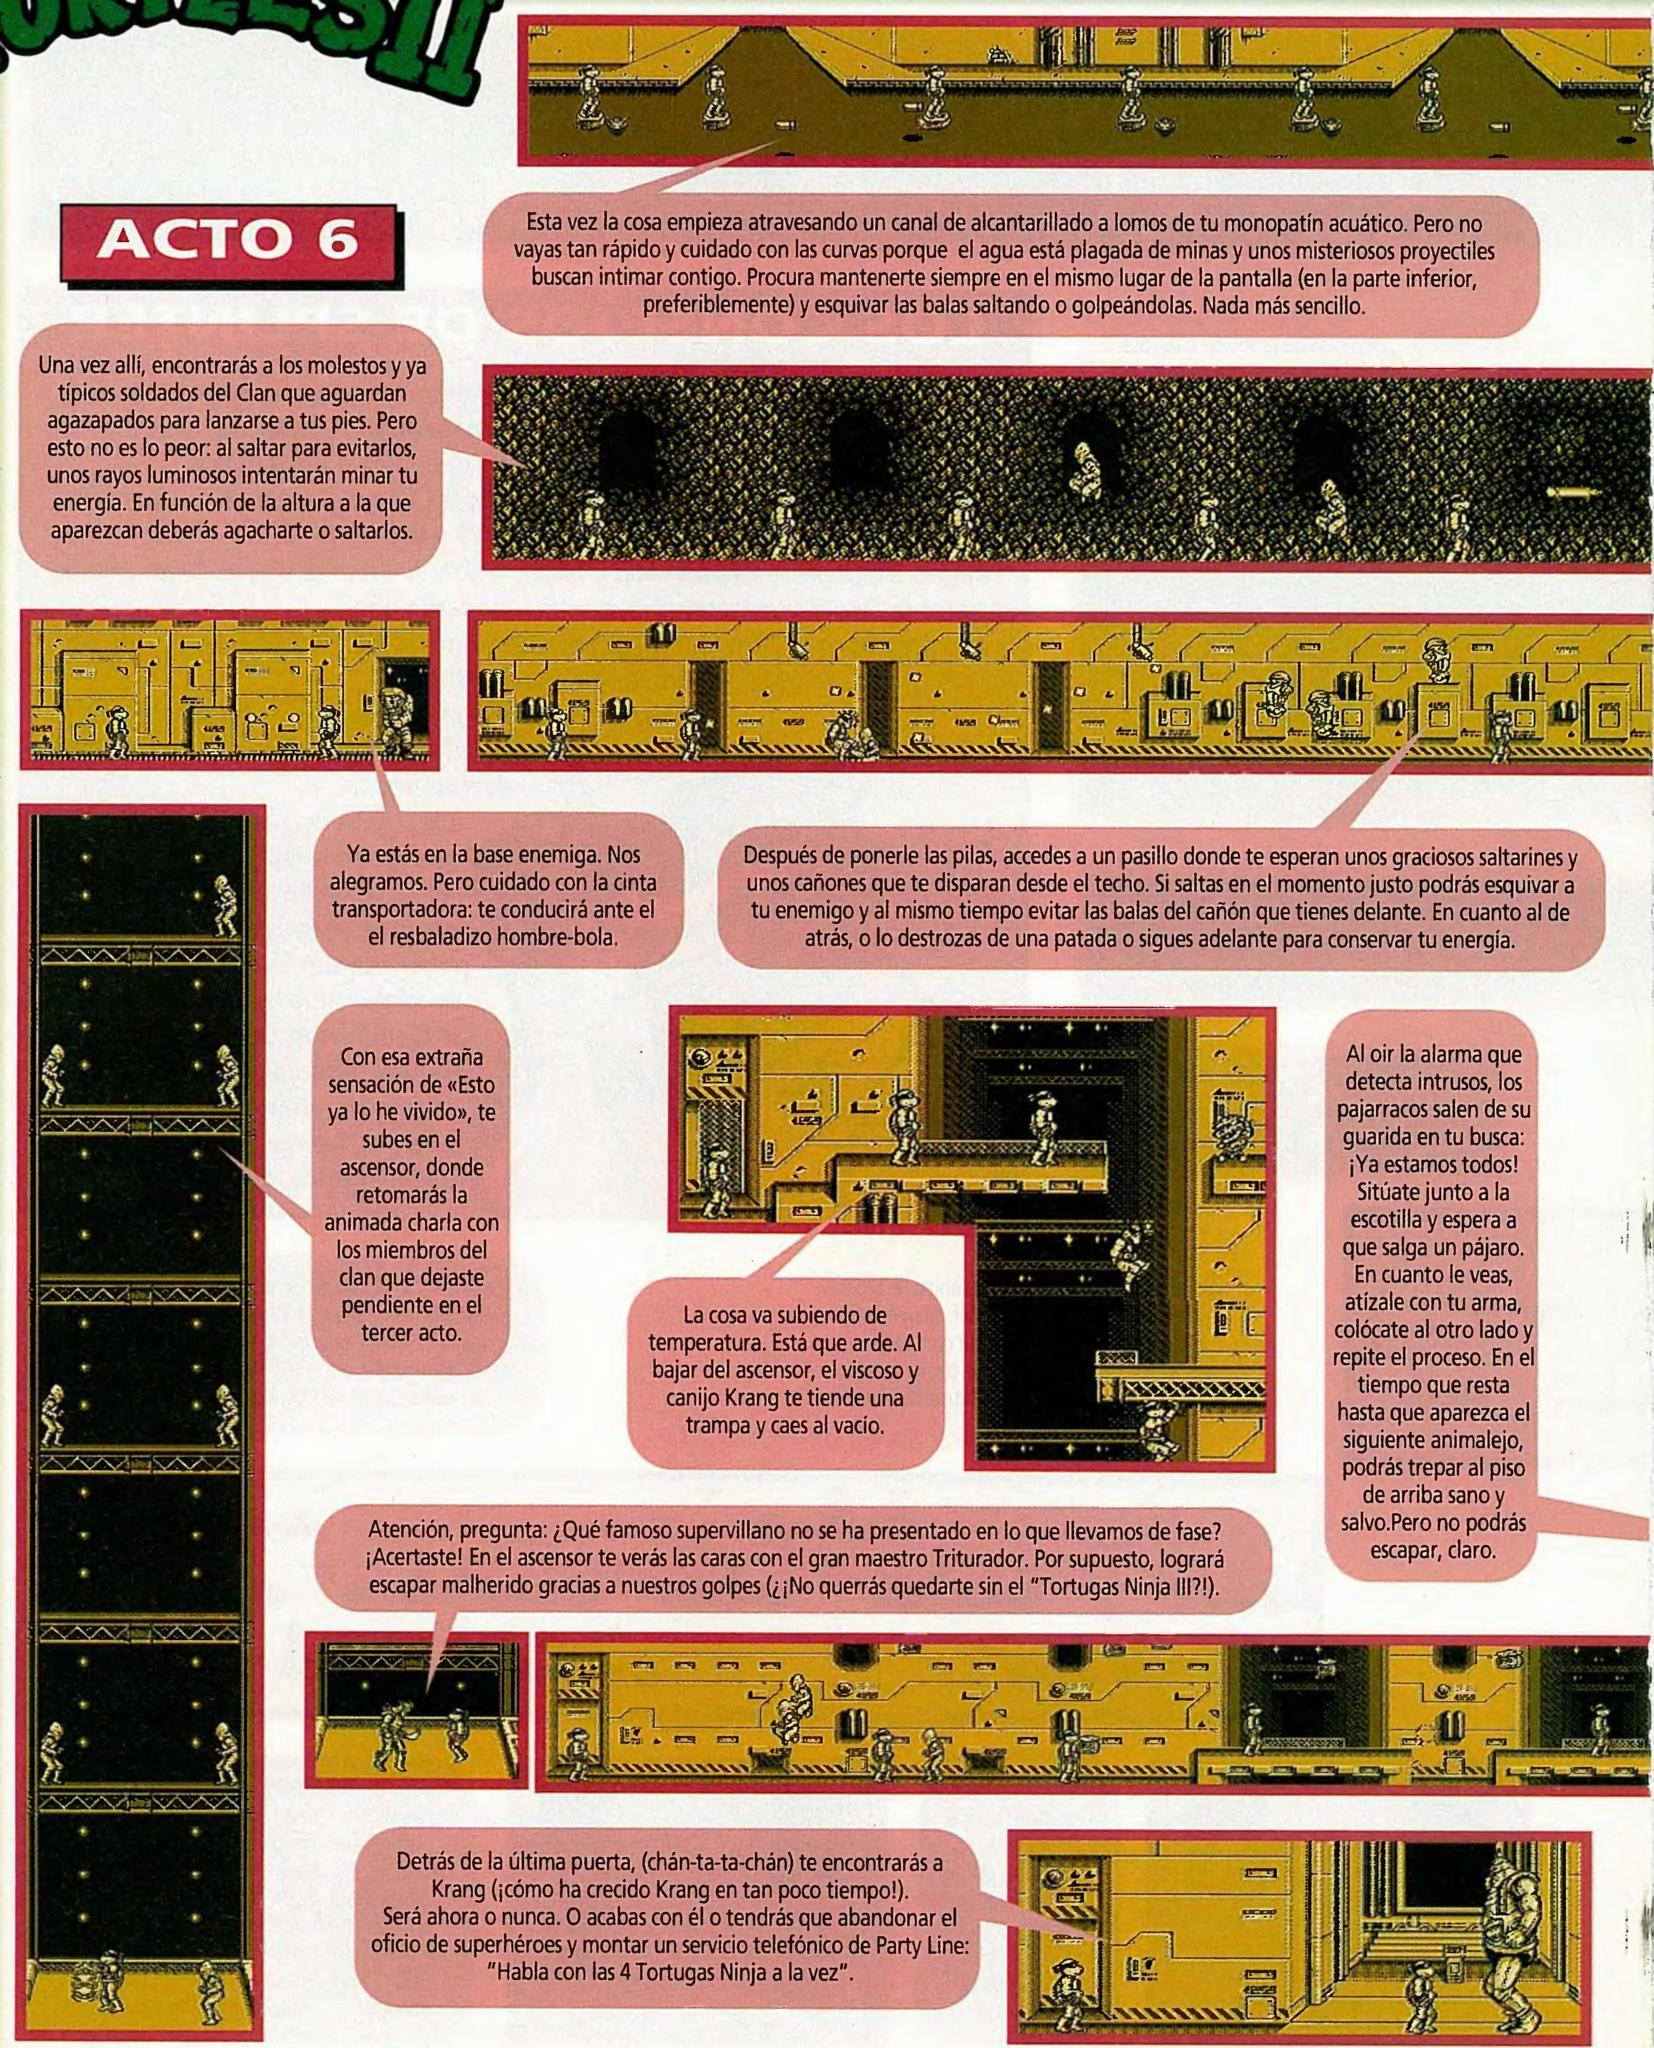 TURTLES II
ACTO 6
Esta vez la cosa empieza atravesando un canal de alcantarillado a lomos de tu monopatín acuático. Pero no
vayas tan rápido y cuidado con las curvas porque el agua está plagada de minas y unos misteriosos proyectiles
buscan intimar contigo. Procura mantenerte siempre en el mismo lugar de la pantalla (en la parte inferior,
preferiblemente) y esquivar las balas saltando o golpeándolas. Nada más sencillo.
Una vez allí, encontrarás a los molestos y ya
típicos soldados del Clan que aguardan
agazapados para lanzarse a tus pies. Pero
esto no es lo peor: al saltar para evitarlos,
unos rayos luminosos intentarán minar tu
energía. En función de la altura a la que
aparezcan deberás agacharte o saltarlos.
Ya estás en la base enemiga. Nos
alegramos. Pero cuidado con la cinta
transportadora: te conducirá ante el
el resbaladizo hombre-bola.
Después de ponerle las pilas, accedes a un pasillo donde te esperan unos graciosos saltarines y
unos cañones que te disparan desde el techo. Si saltas en el momento justo podrás esquivar a
tu enemigo y al mismo tiempo evitar las balas del cañón que tienes delante. En cuanto al de
atrás, o lo destrozas de una patada o sigues adelante para conservar tu energía.
Con esa extraña
sensación de «Esto
ya lo he vivido», te
subes en el
ascensor, donde
retomarás la
animada charla con
los miembros del
clan que dejaste
pendiente en el
tercer acto.
La cosa va subiendo de
temperatura. Está que arde. Al
bajar del ascensor, el viscoso y
canijo Krang te tiende una
trampa y caes al vacío.
Al oir la alarma que
detecta intrusos, los
pajarracos salen de su
guarida en tu busca:
¡Ya estamos todos!
Sitúate junto a la
escotilla y espera a
que salga un pájaro.
En cuanto le veas,
atízale con tu arma,
colócate al otro lado y
repite el proceso. En el
tiempo que resta
hasta que aparezca el
siguiente animalejo,
podrás trepar al piso
de arriba sano y
salvo.Pero no podrás
escapar, claro.
Atención, pregunta: ¿Qué famoso supervillano no se ha presentado en lo que llevamos de fase?
¡Acertaste! En el ascensor te verás las caras con el gran maestro Triturador. Por supuesto, logrará
escapar malherido gracias a nuestros golpes (¿¡No querrás quedarte sin el "Tortugas Ninja III?!).
Detrás de la última puerta, (chán-ta-ta-chán) te encontrarás a
Krang (¡cómo ha crecido Krang en tan poco tiempo!).
Será ahora o nunca. O acabas con él o tendrás que abandonar el
oficio de superhéroes y montar un servicio telefónico de Party Line:
"Habla con las 4 Tortugas Ninja a la vez".